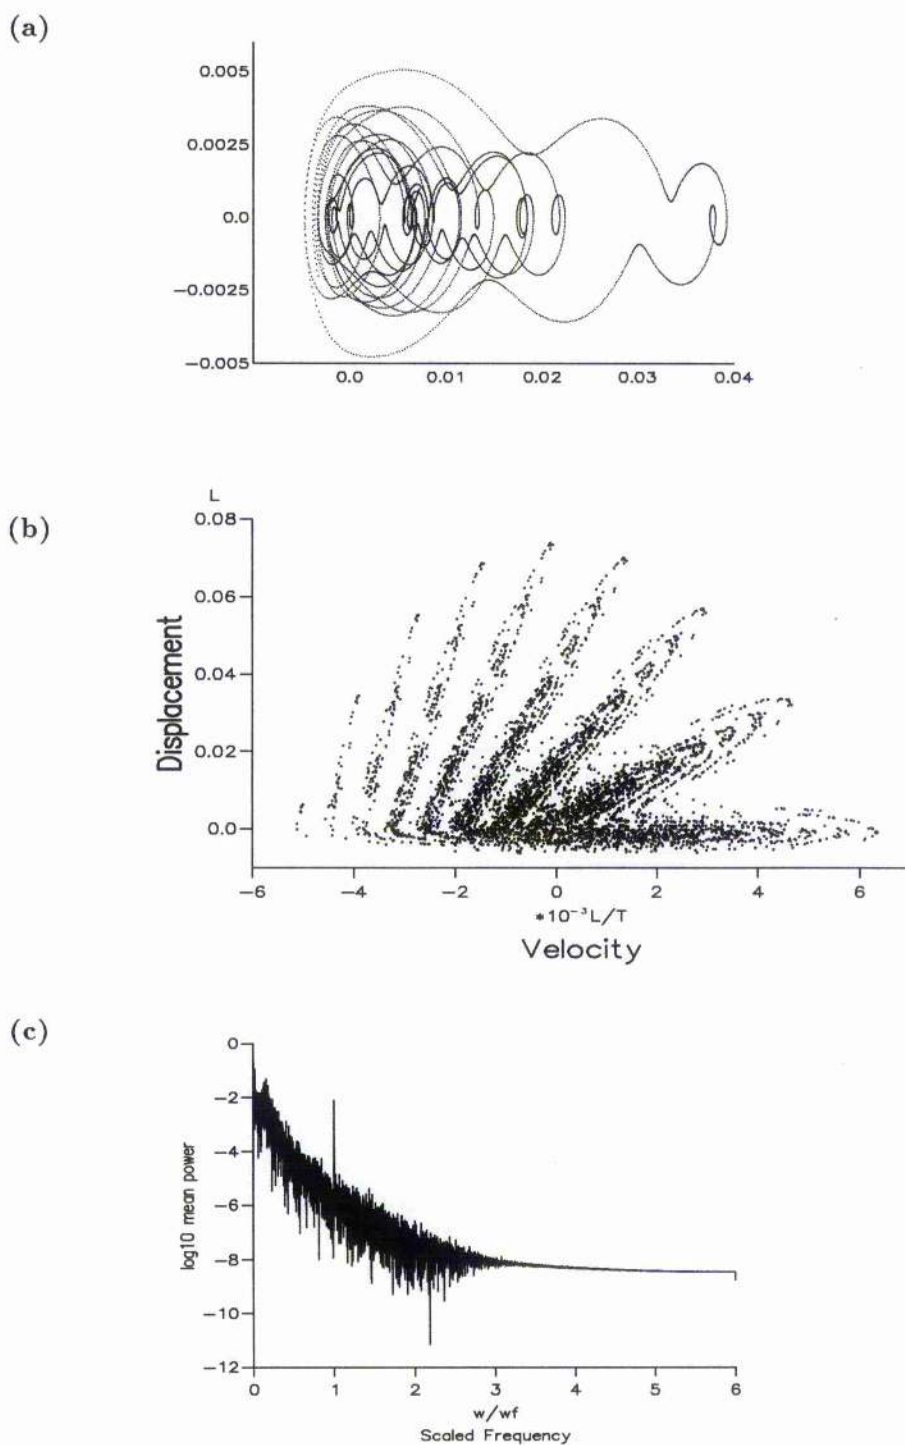 (a)
0.005
0.0025
0.0
−0.0025
−0.005
0.0 0.01 0.02 0.03 0.04
(b)
L
0.08
0.06
0.04
0.02
0.0
Displacement
−6 −4 −2 0 2 4 6
*10⁻³L/T
Velocity
(c)
0
−2
−4
−6
−8
−10
−12
log10 mean power
0 1 2 3 4 5 6
w/wf
Scaled Frequency